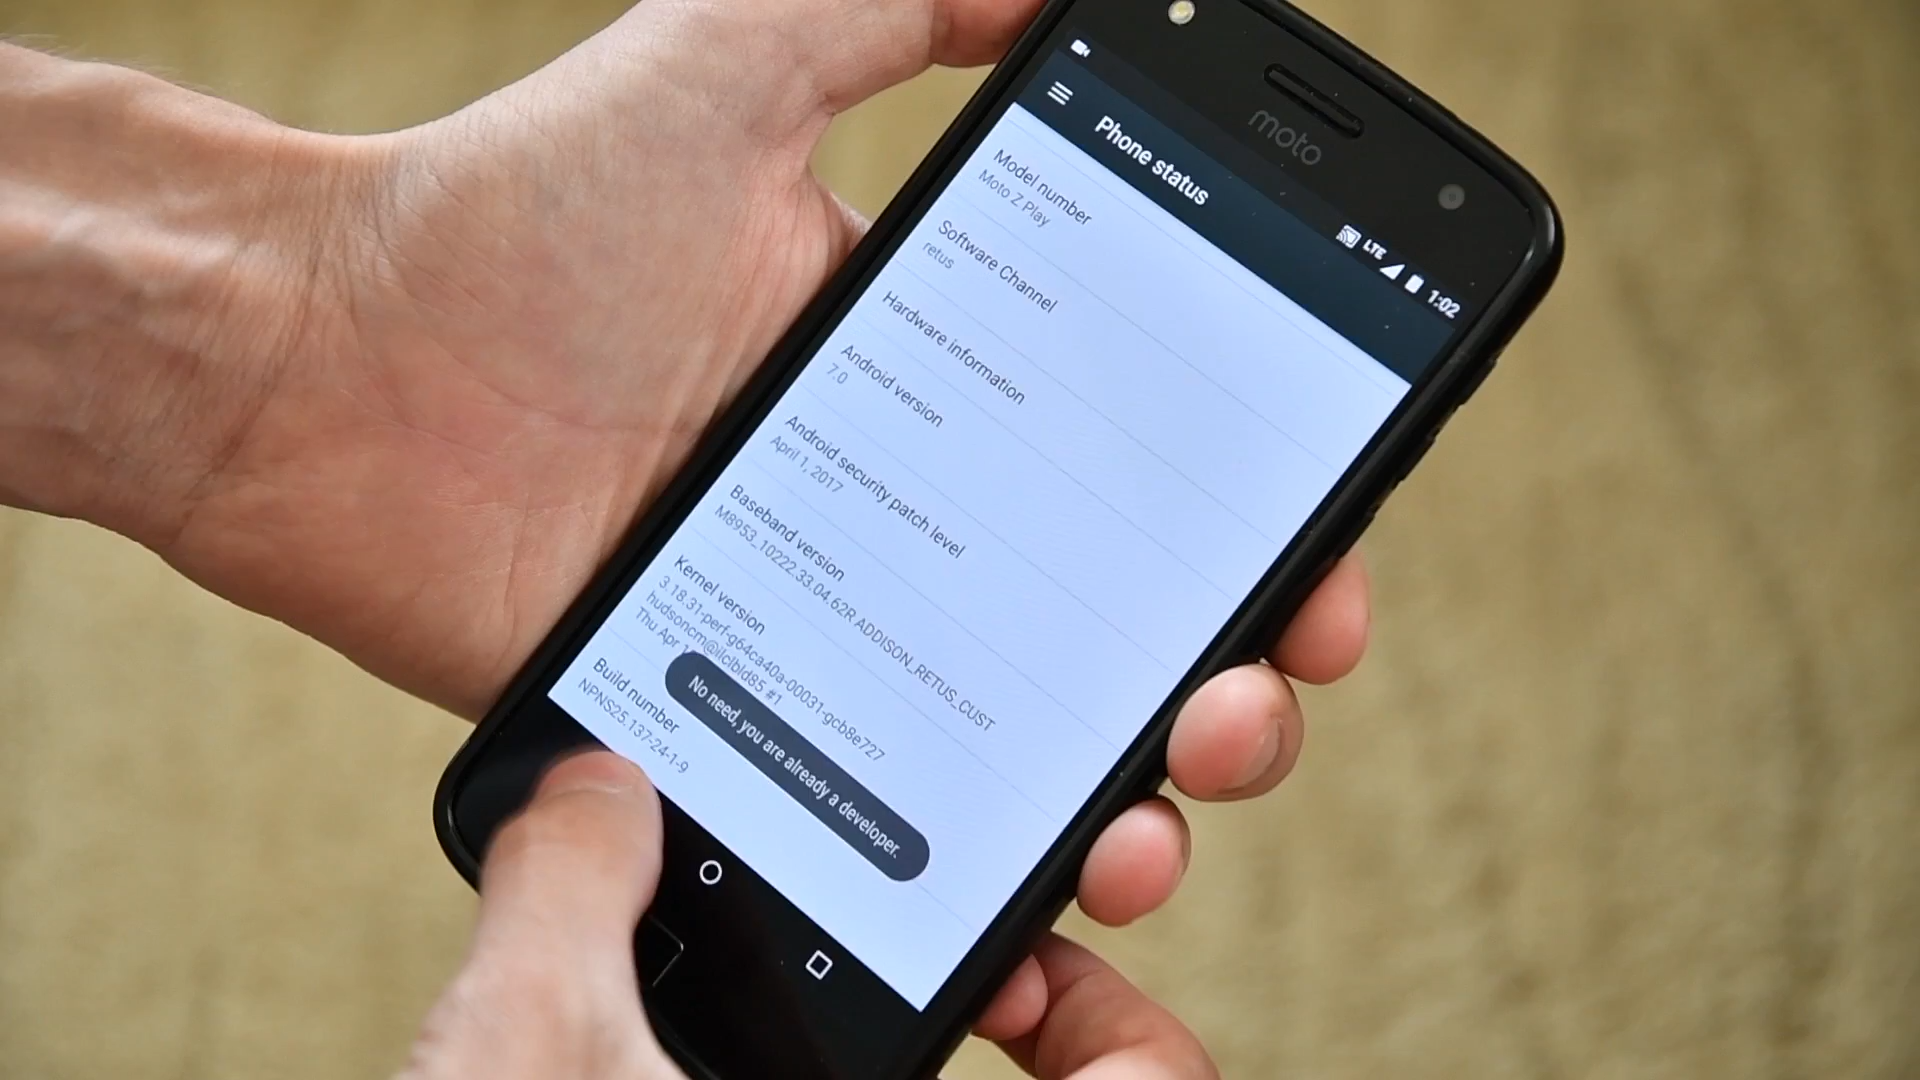 moto
LTE 1:02
Phone status
Model number
Moto Z Play
Software Channel
retus
Hardware information
Android version
7.0
Android security patch level
April 1, 2017
Baseband version
M8953_10222.33.04.62R ADDISON_RETUS_CUST
Kernel version
3.18.31-perf-g64ca40a-00031-gcb8e727
hudsoncm@ilclbld85 #1
Thu Apr
Build number
NPNS25.137-24-1-9
No need, you are already a developer.